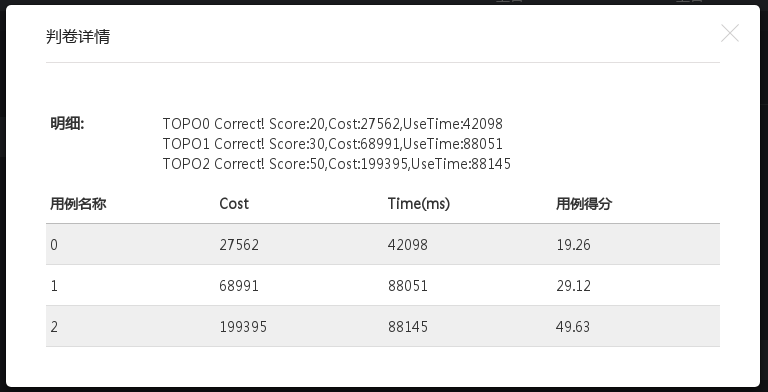 判卷详情
明细:
TOPO0 Correct! Score:20,Cost:27562,UseTime:42098
TOPO1 Correct! Score:30,Cost:68991,UseTime:88051
TOPO2 Correct! Score:50,Cost:199395,UseTime:88145
用例名称 Cost Time(ms) 用例得分
0 27562 42098 19.26
1 68991 88051 29.12
2 199395 88145 49.63